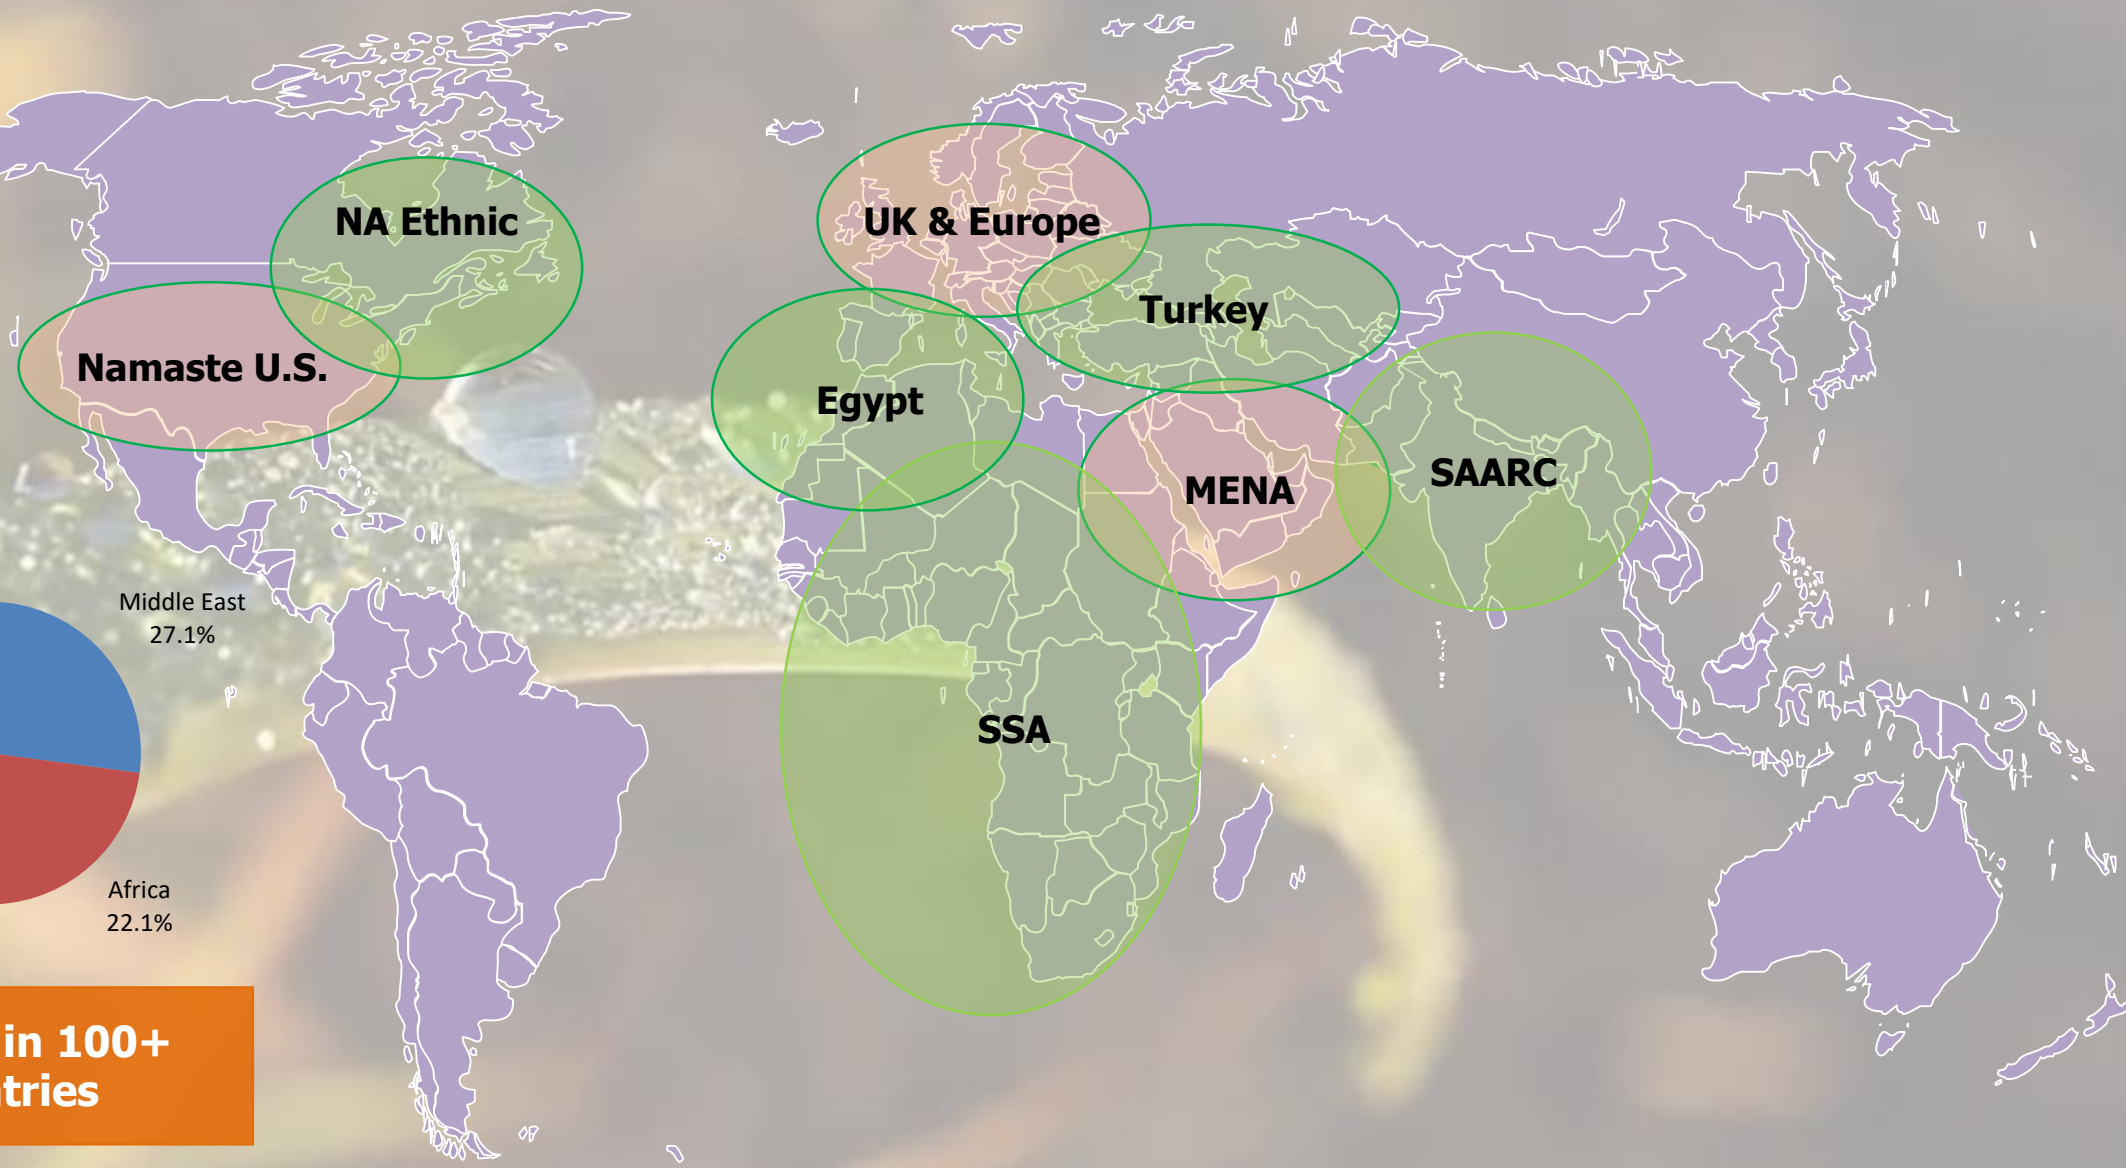 NA Ethnic
UK & Europe
Turkey
Namaste U.S.
Egypt
SAARC
MENA
Middle East
27.1%
SSA
Africa
22.1%
in 100+